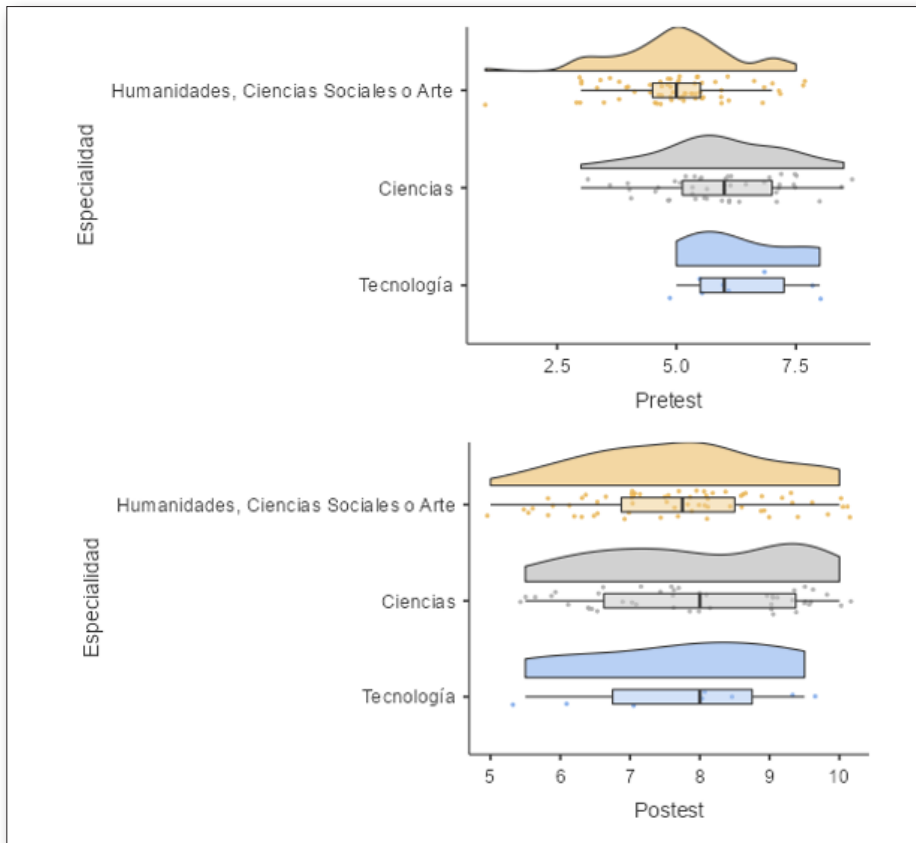 Humanidades, Ciencias Sociales o Arte
Especialidad
Ciencias
Tecnología
2.5 5.0 7.5
Pretest
Humanidades, Ciencias Sociales o Arte
Especialidad
Ciencias
Tecnología
5 6 7 8 9 10
Postest